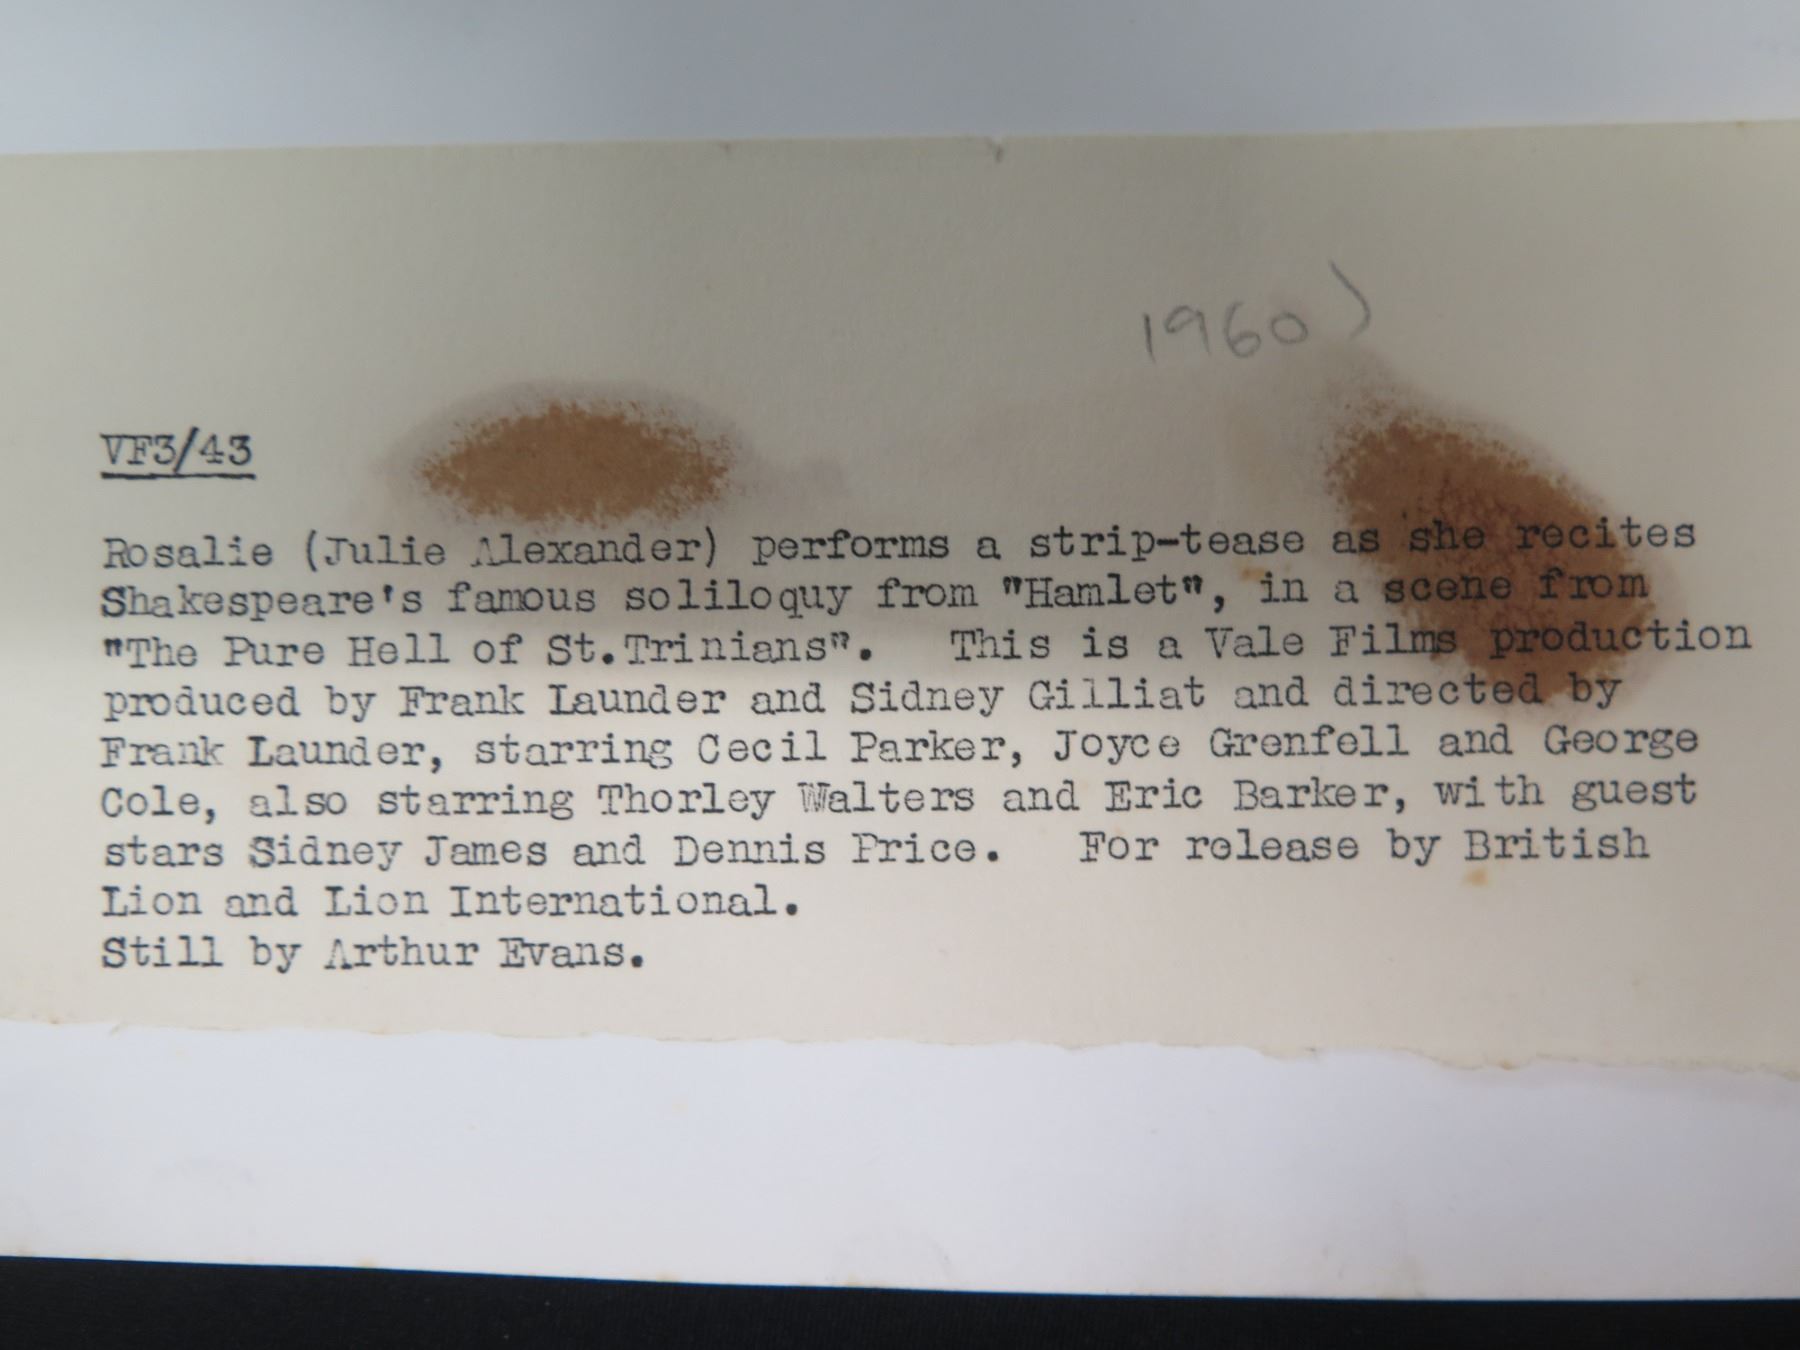 1960)
VF3/43
Rosalie (Julie Alexander) performs a strip-tease as she recites
Shakespeare's famous soliloquy from "Hamlet", in a scene from
"The Pure Hell of St.Trinians".   This is a Vale Films production
produced by Frank Launder and Sidney Gilliat and directed by
Frank Launder, starring Cecil Parker, Joyce Grenfell and George
Cole, also starring Thorley Walters and Eric Barker, with guest
stars Sidney James and Dennis Price.   For release by British
Lion and Lion International.
Still by Arthur Evans.